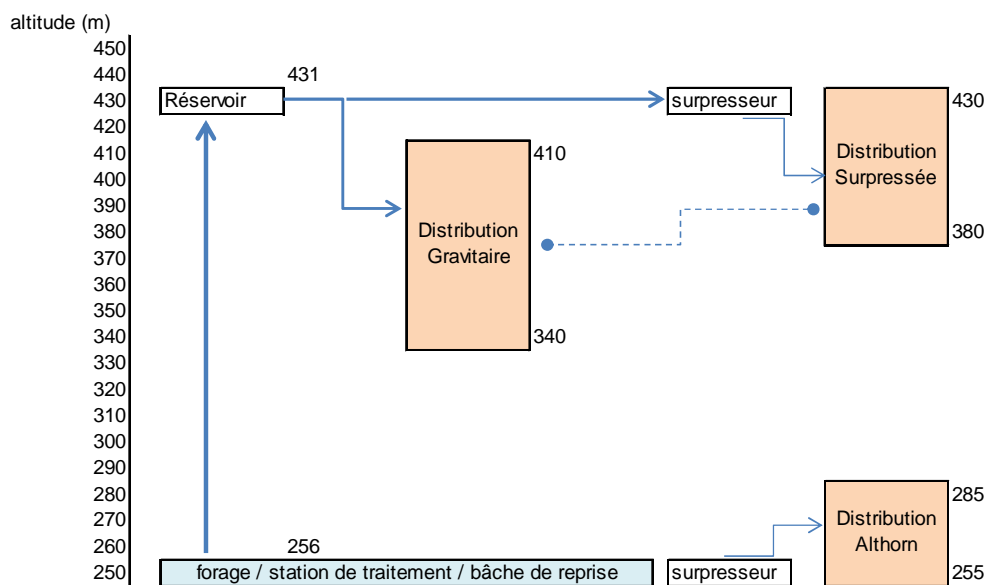 altitude (m)
450
440
431
430
Réservoir
surpresseur
430
420
410
410
Distribution
Surpressée
400
390
380
Distribution
Gravitaire
380
370
360
350
340
340
330
320
310
300
290
280
285
270
Distribution
Althorn
260
256
250
forage / station de traitement / bâche de reprise
surpresseur
255